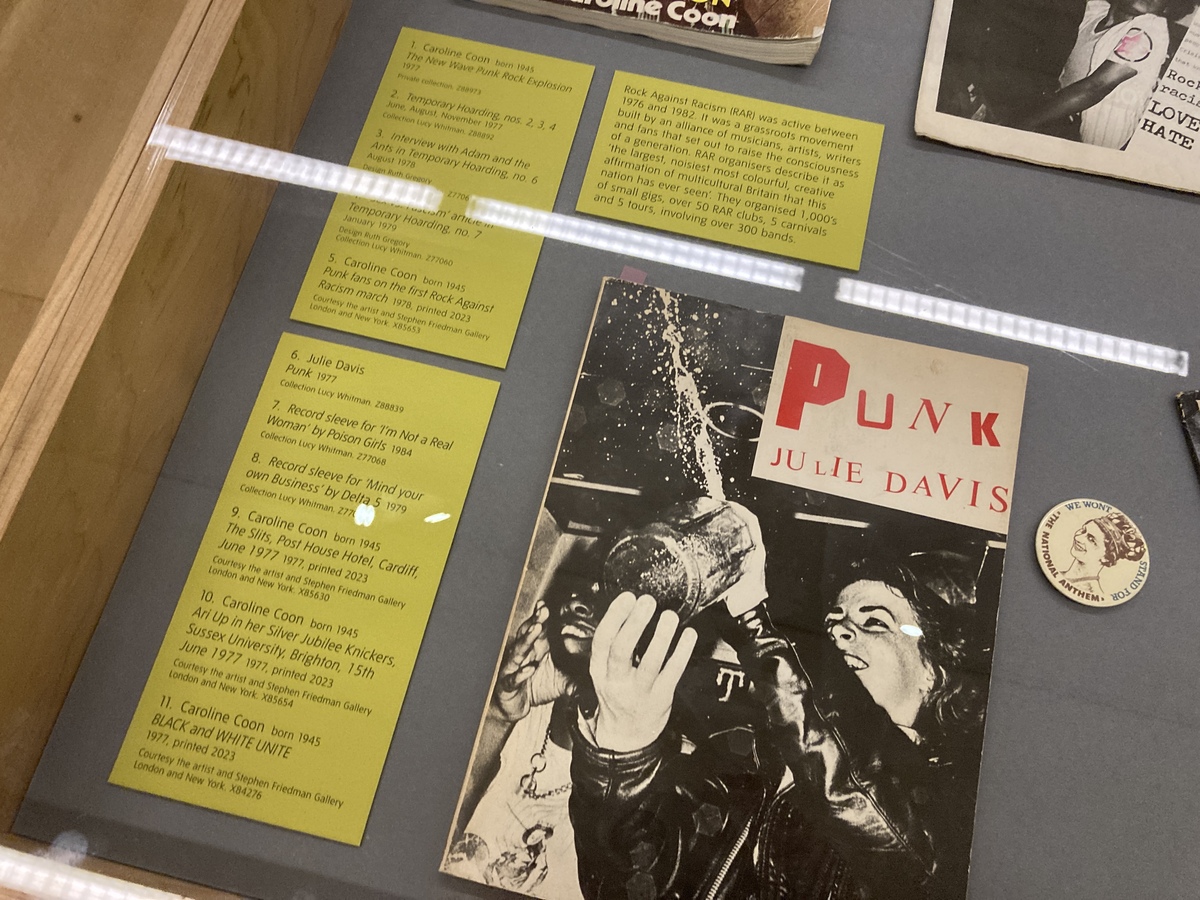 Caroline Coon
1. Caroline Coon born 1945
The New Wave Punk Rock Explosion
1977
Private collection. Z88973
2. Temporary Hoarding, nos. 2, 3, 4
June, August, November 1977
Collection Lucy Whitman. Z88892
3. Interview with Adam and the
Ants in Temporary Hoarding, no. 6
August 1978
Design Ruth Gregory
article in
Temporary Hoarding, no. 7
January 1979
Design Ruth Gregory
Collection Lucy Whitman. Z77060
5. Caroline Coon born 1945
Punk fans on the first Rock Against
Racism march 1978, printed 2023
Courtesy the artist and Stephen Friedman Gallery
London and New York. X85653
Rock Against Racism (RAR) was active between
1976 and 1982. It was a grassroots movement
built by an alliance of musicians, artists, writers
and fans that set out to raise the consciousness
of a generation. RAR organisers describe it as
'the largest, noisiest most colourful, creative
affirmation of multicultural Britain that this
nation has ever seen'. They organised 1,000's
of small gigs, over 50 RAR clubs, 5 carnivals
and 5 tours, involving over 300 bands.
LOVE
HATE
6. Julie Davis
Punk 1977
Collection Lucy Whitman. Z88839
7. Record sleeve for 'I'm Not a Real
Woman' by Poison Girls 1984
Collection Lucy Whitman. Z77068
8. Record sleeve for 'Mind your
own Business' by Delta 5 1979
Collection Lucy Whitman.
9. Caroline Coon born 1945
The Slits, Post House Hotel, Cardiff,
June 1977 1977, printed 2023
Courtesy the artist and Stephen Friedman Gallery
London and New York. X85630
10. Caroline Coon born 1945
Ari Up in her Silver Jubilee Knickers,
Sussex University, Brighton, 15th
June 1977 1977, printed 2023
Courtesy the artist and Stephen Friedman Gallery
London and New York. X85654
11. Caroline Coon born 1945
BLACK and WHITE UNITE
1977, printed 2023
Courtesy the artist and Stephen Friedman Gallery
London and New York. X84276
PUNK
JULIE DAVIS
WE WONT STAND FOR
•THE NATIONAL ANTHEM•